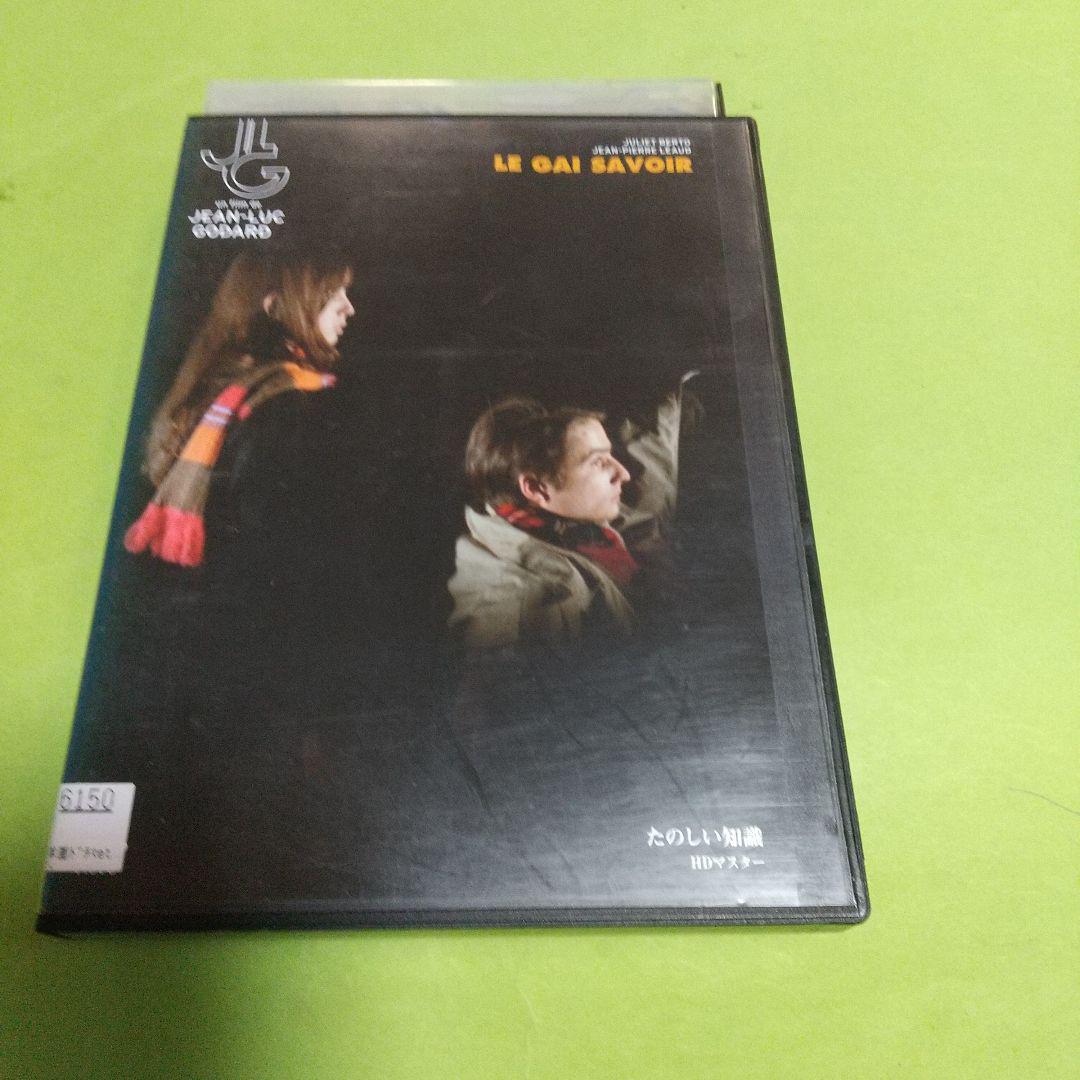 JLG
un film de
JEAN-LUC
GODARD
JULIET BERTO
JEAN-PIERRE LEAUD
LE GAI SAVOIR
6150
たのしい知識
HDマスター